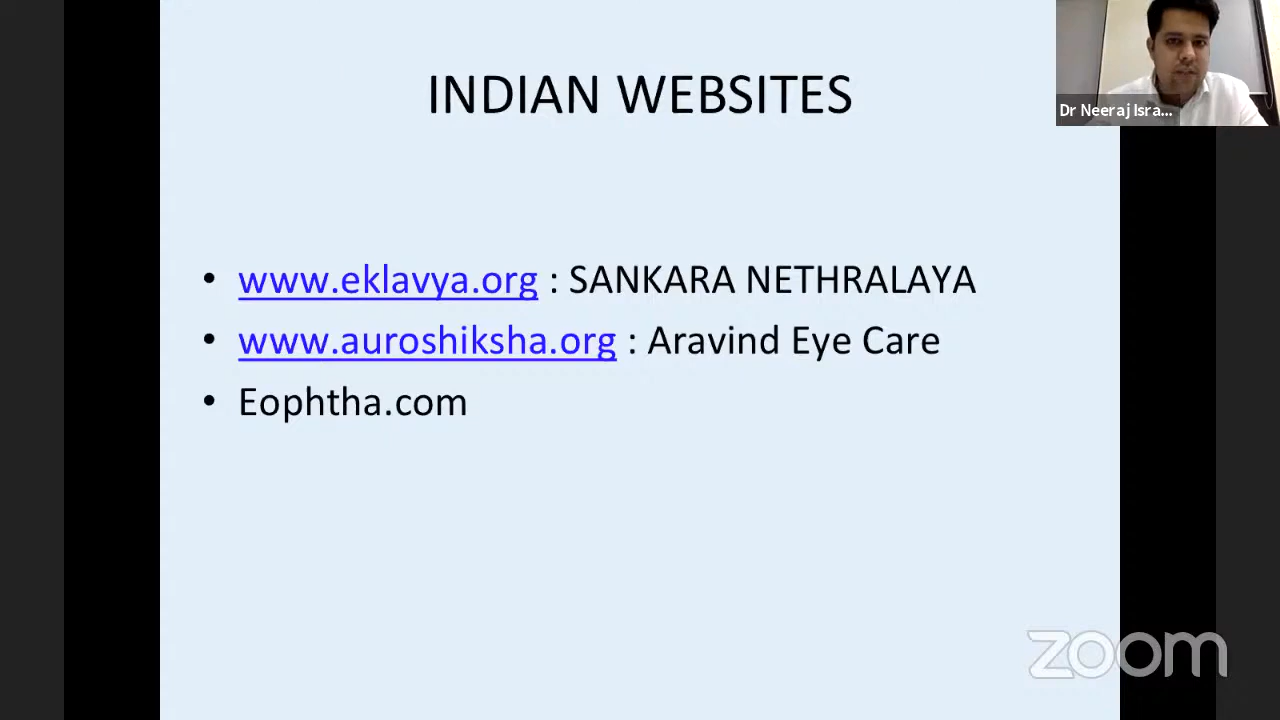 INDIAN WEBSITES
Dr Neeraj Isra...
• www.eklavya.org : SANKARA NETHRALAYA
• www.auroshiksha.org : Aravind Eye Care
• Eophtha.com
zoom